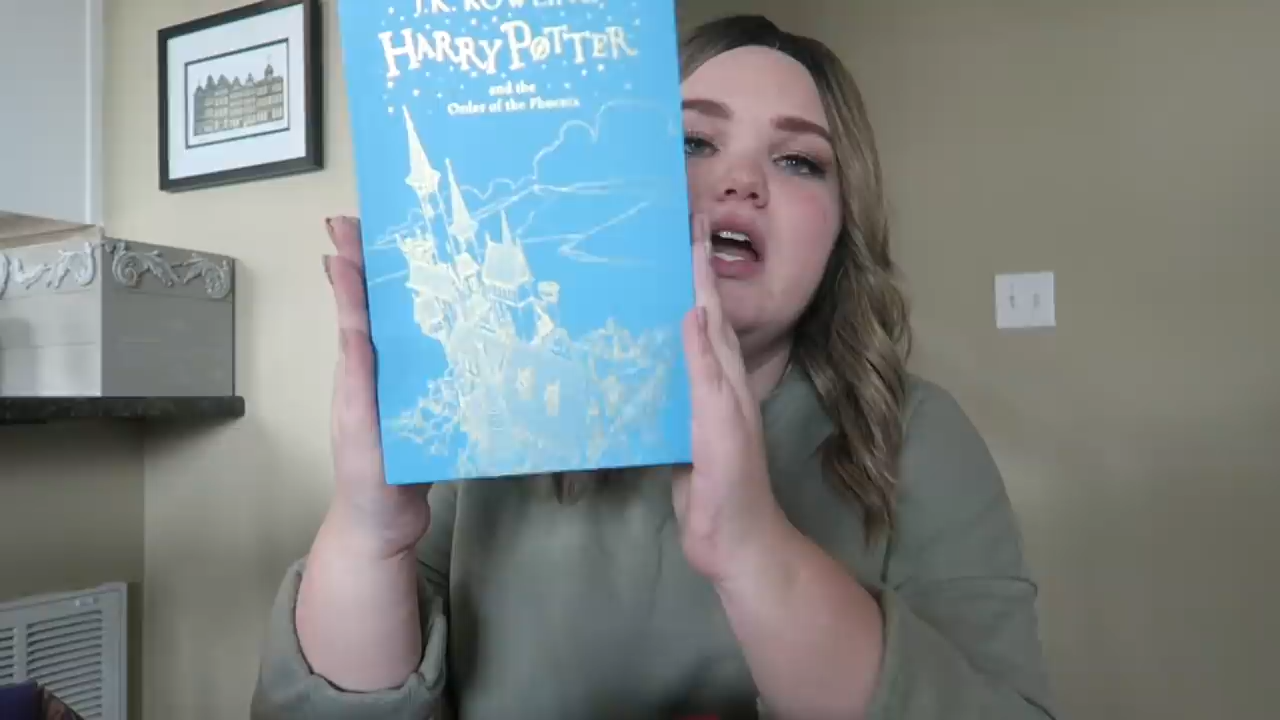 J.K. ROWLING
HARRY POTTER
and the
Order of the Phoenix